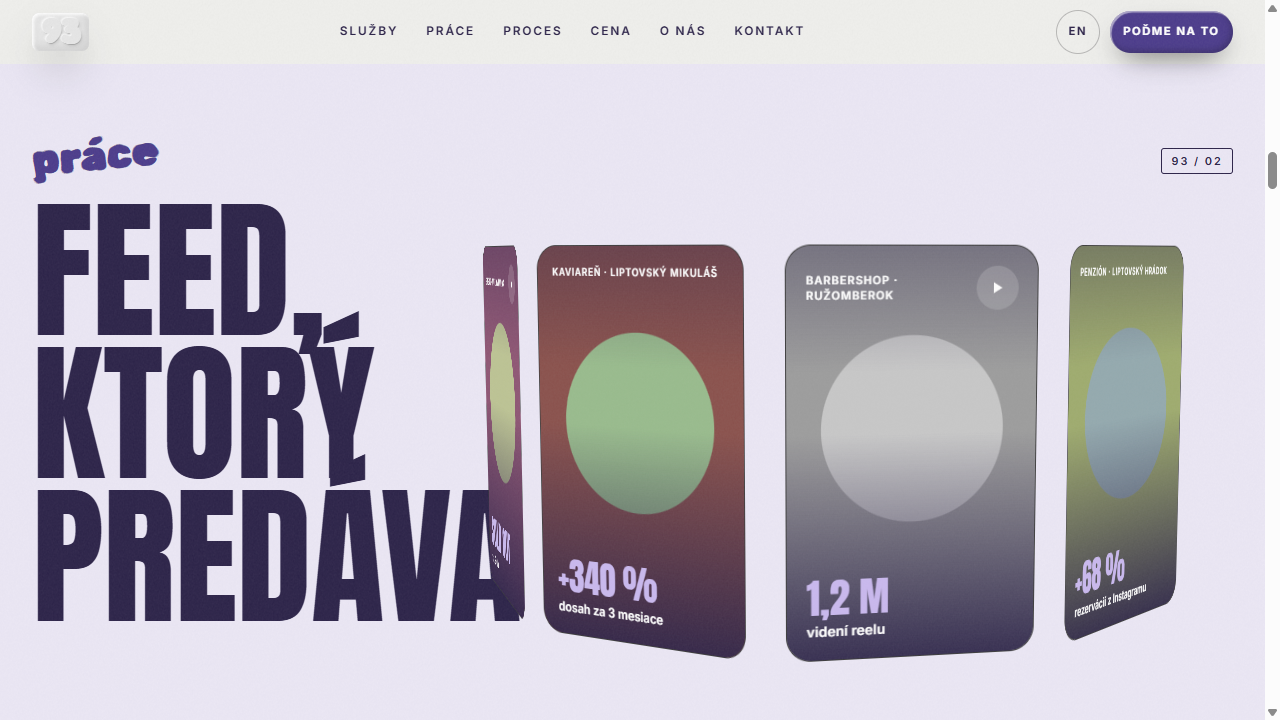 93
SLUŽBY
PRÁCE
PROCES
CENA
O NÁS
KONTAKT
EN
POĎME NA TO
práce
93 / 02
FEED,
KTORÝ
PREDÁVA.
KAVIAREŇ · LIPTOVSKÝ MIKULÁŠ
+340 %
dosah za 3 mesiace
BARBERSHOP ·
RUŽOMBEROK
1,2 M
videní reelu
PENZIÓN · LIPTOVSKÝ HRÁDOK
+68 %
rezervácií z Instagramu